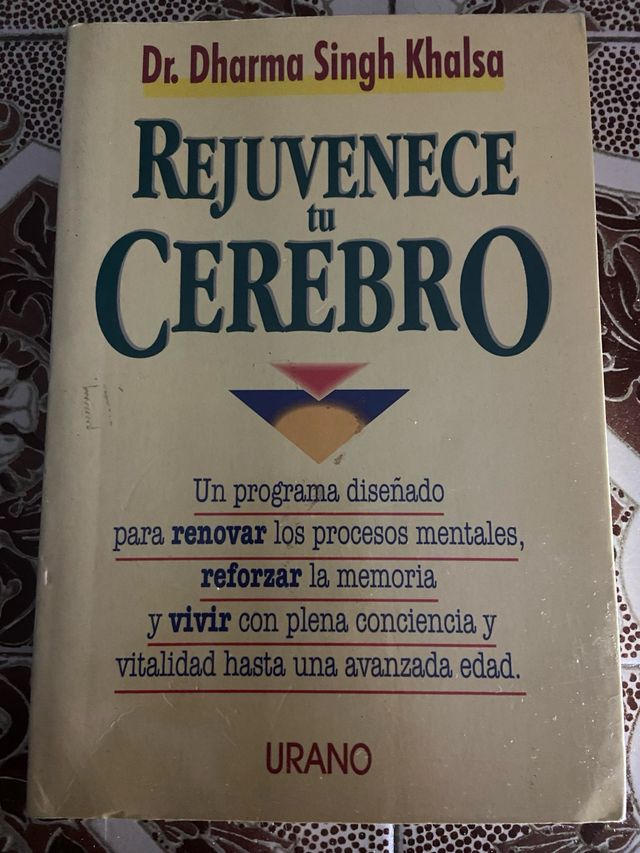 Dr. Dharma Singh Khalsa
REJUVENECE
tu
CEREBRO
Un programa diseñado
para renovar los procesos mentales,
reforzar la memoria
y vivir con plena conciencia y
vitalidad hasta una avanzada edad.
URANO